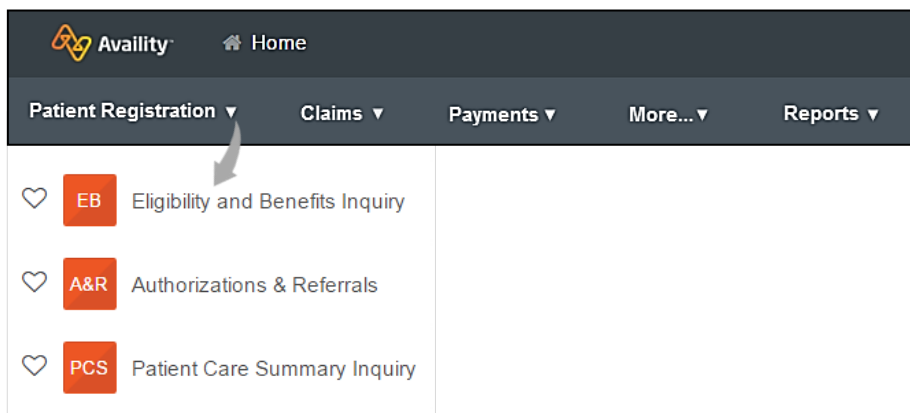 Availity Home
Patient Registration ▼ Claims ▼ Payments ▼ More...▼ Reports ▼
EB Eligibility and Benefits Inquiry
A&R Authorizations & Referrals
PCS Patient Care Summary Inquiry